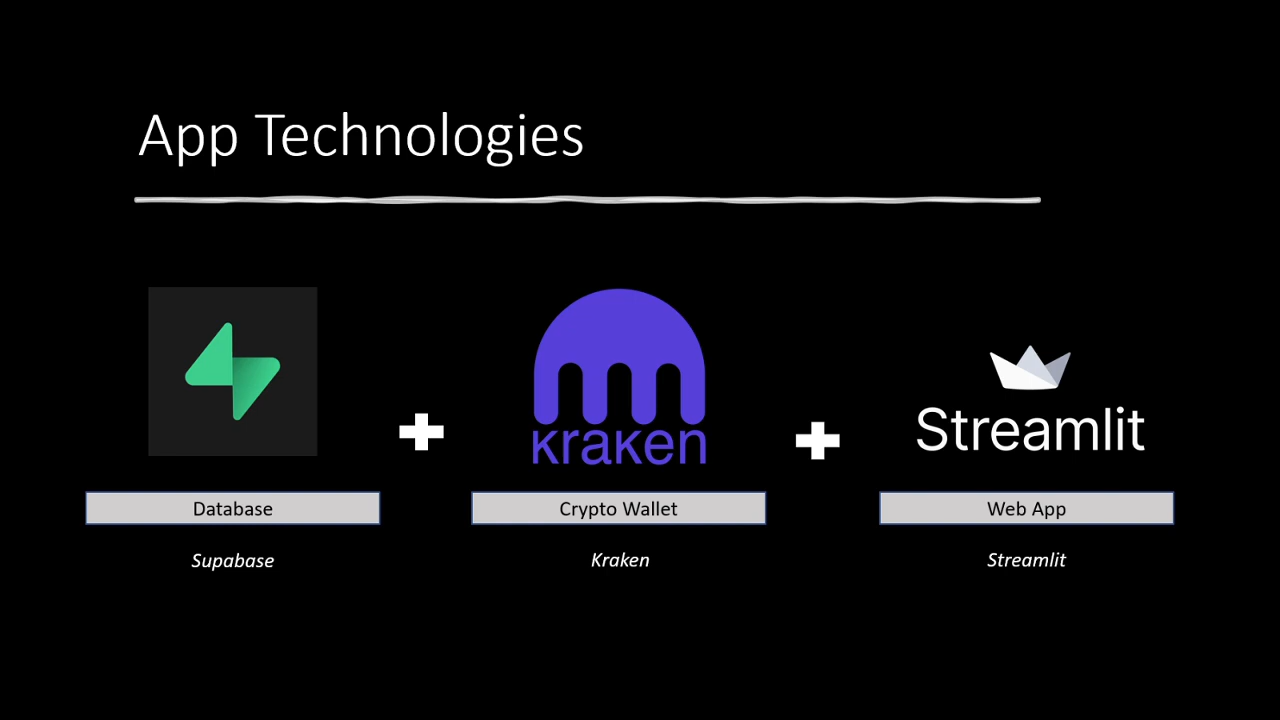 App Technologies
kraken
Streamlit
Database
Crypto Wallet
Web App
Supabase
Kraken
Streamlit